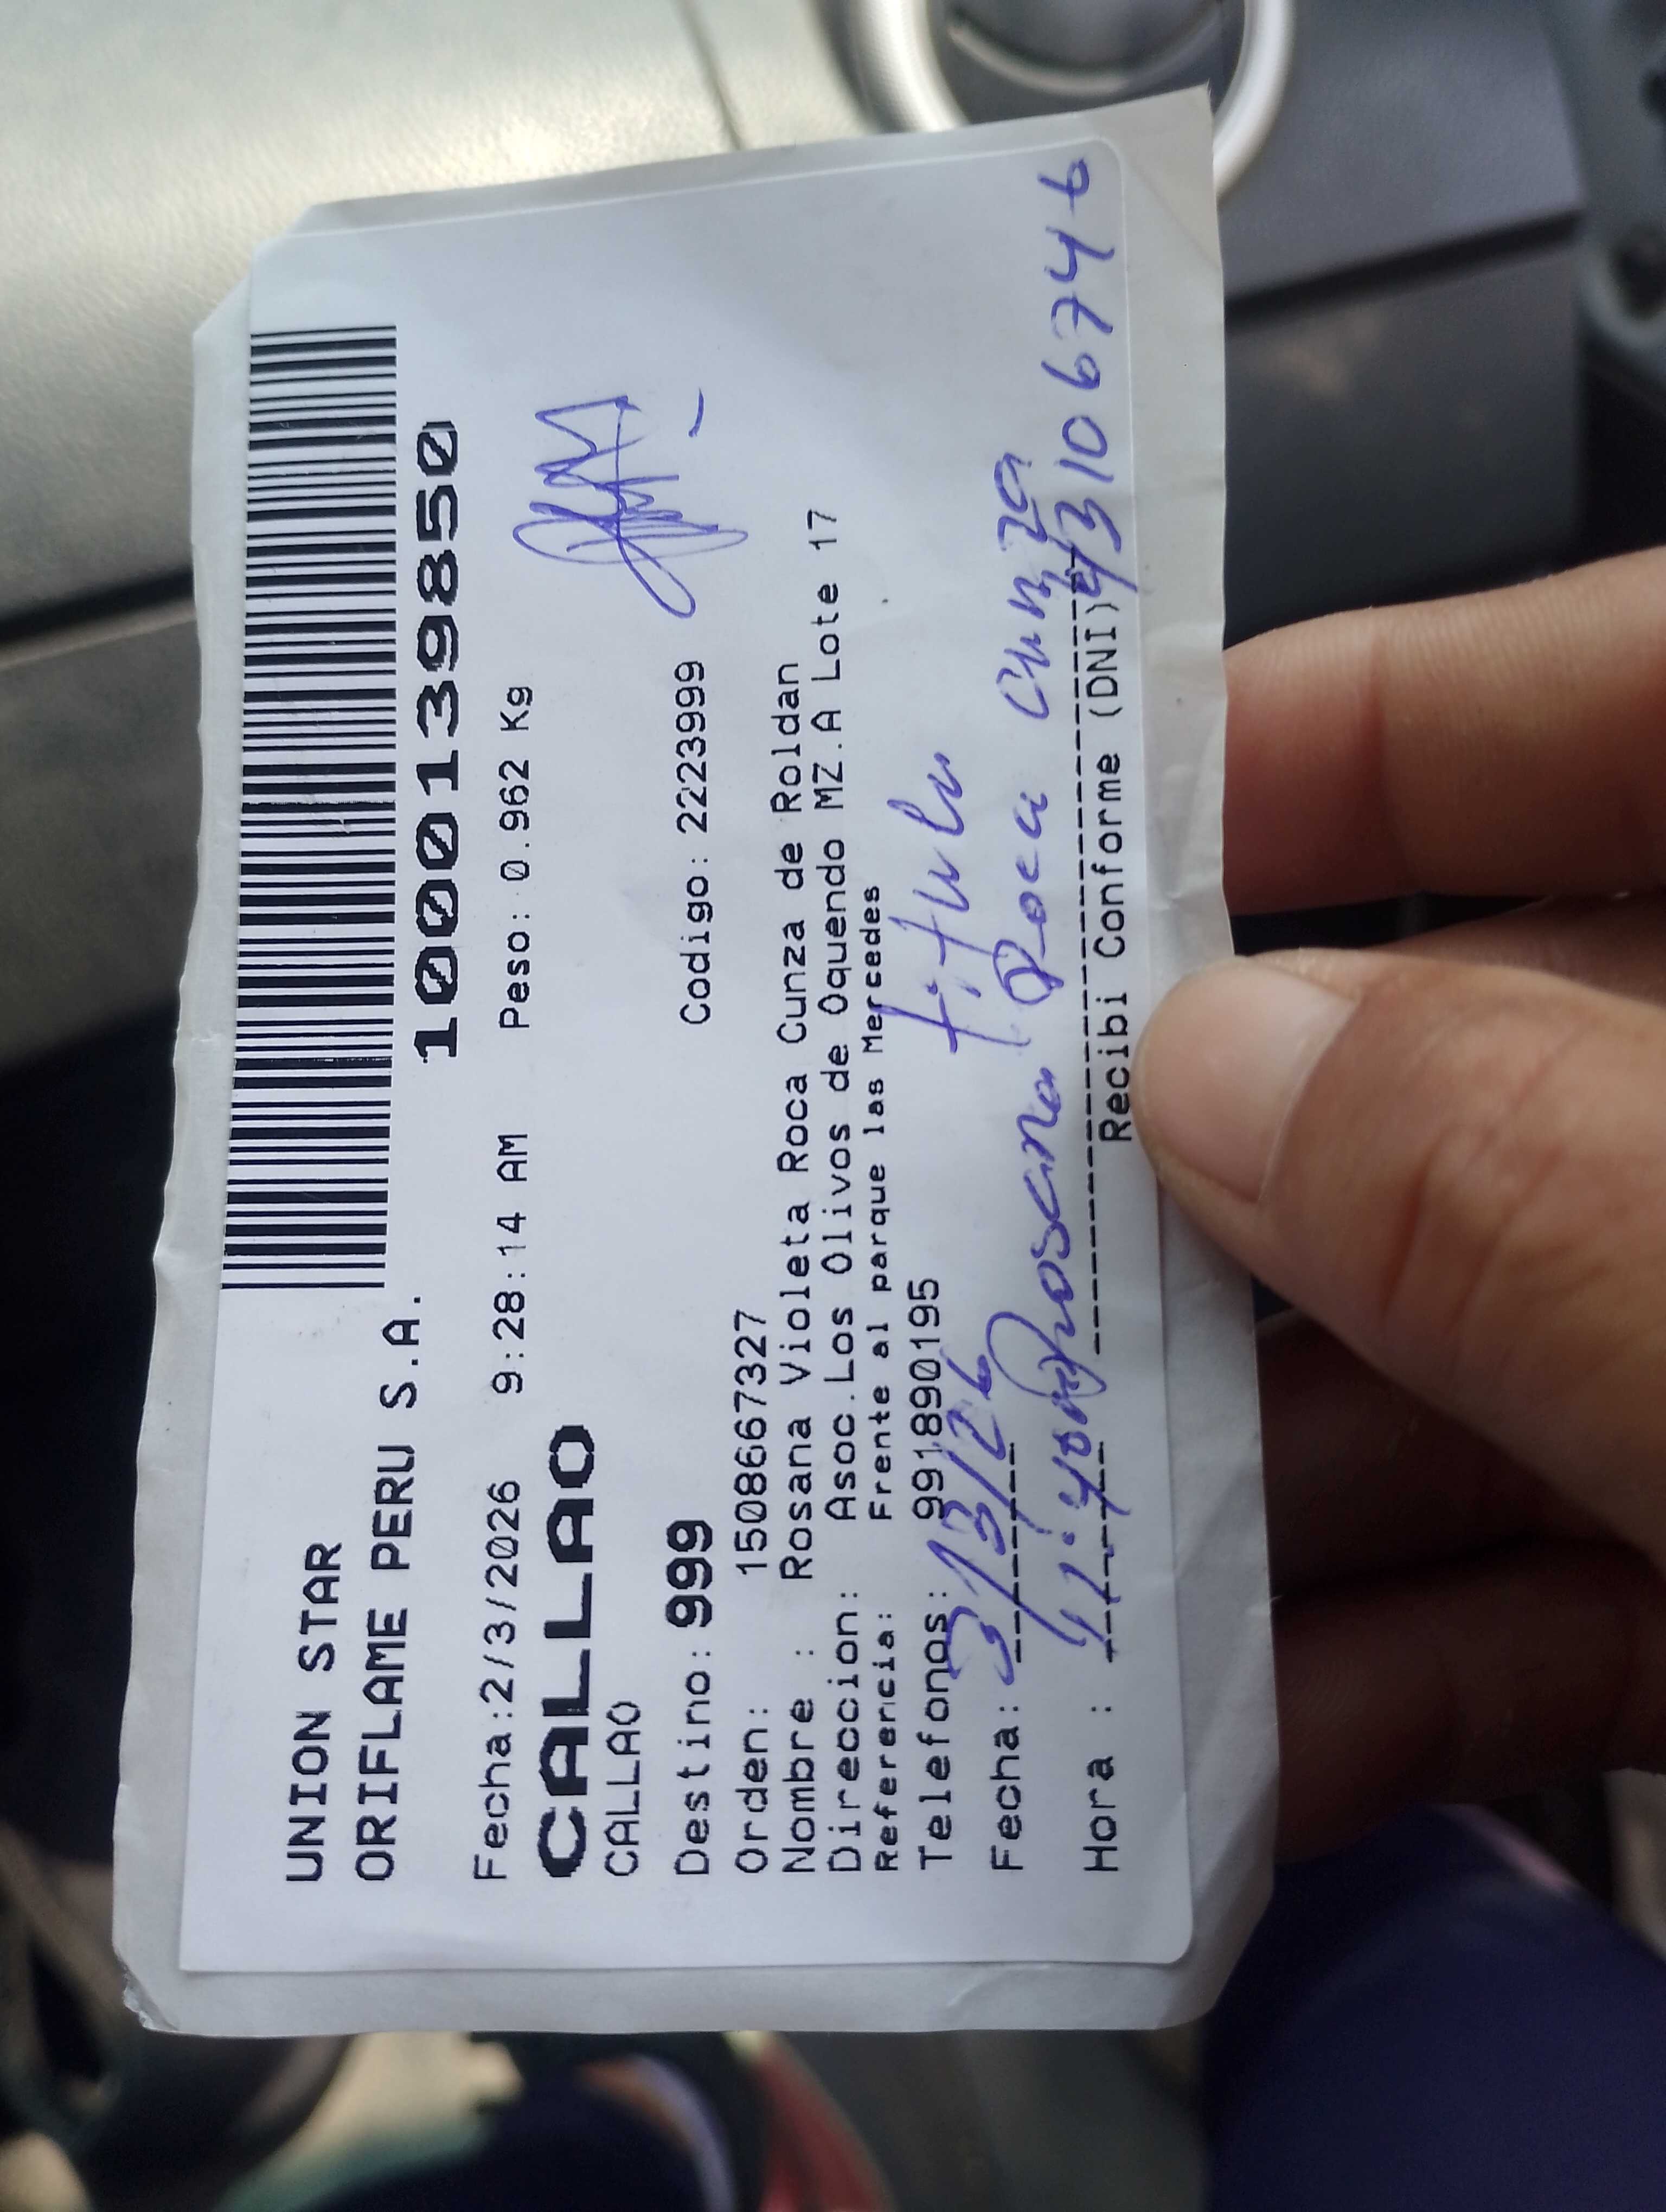 UNION STAR
ORIFLAME PERU S.A.
10001139850
Fecha:2/3/2026 9:28:14 AM Peso: 0.962 Kg
CALLAO
CALLAO
Destino: 999 Codigo: 2223999
Orden: 1508667327
Nombre : Rosana Violeta Roca Cunza de Roldan
Direccion: Asoc.Los Olivos de Oquendo MZ.A Lote 17
Referencia: Frente al parque las Mercedes
Telefonos: 991890195
titular
Fecha: 3/3/26 Rosana Roca Cunza
Hora : 11:40am 43106746
Recibi Conforme (DNI)